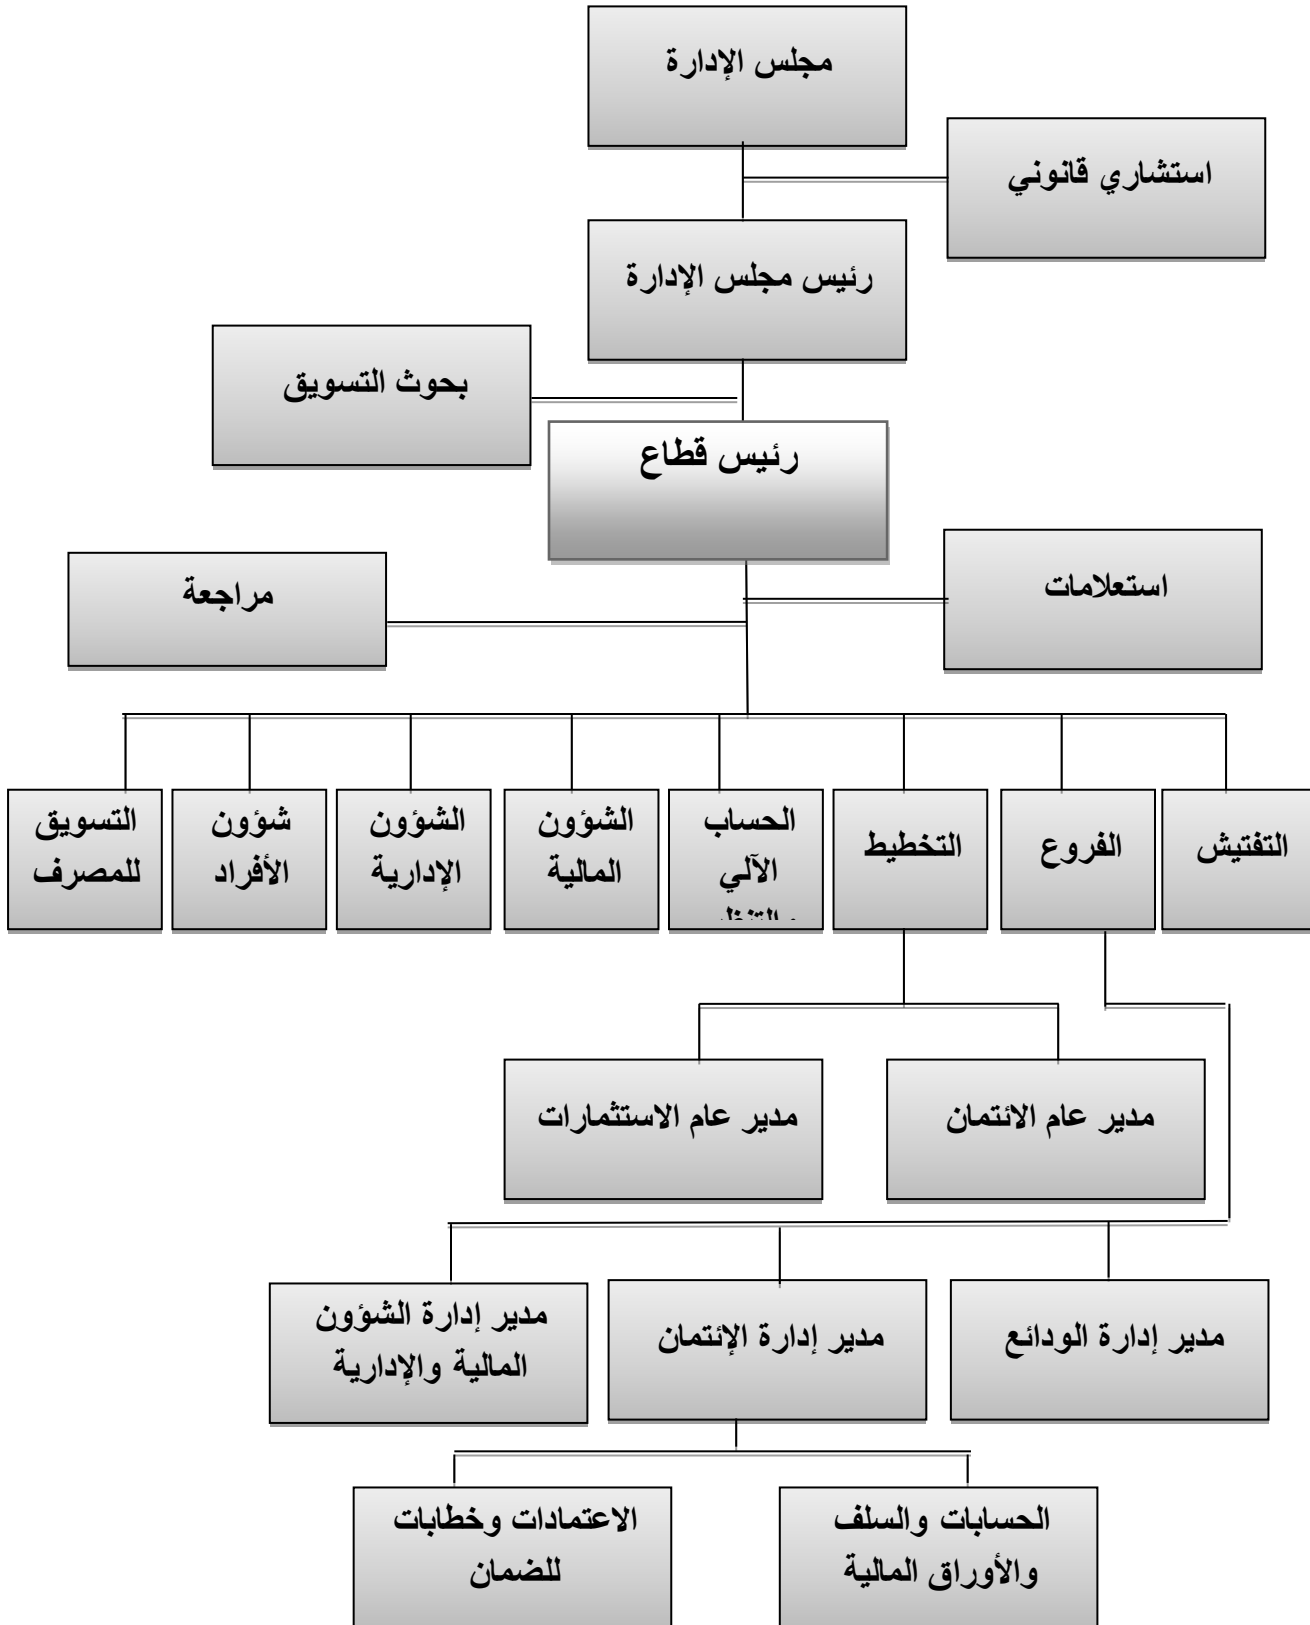 مجلس الإدارة
استشاري قانوني
رئيس مجلس الإدارة
بحوث التسويق
رئيس قطاع
استعلامات
مراجعة
التفتيش
الفروع
التخطيط
الحساب
الآلي
الشؤون
المالية
الشؤون
الإدارية
شؤون
الأفراد
التسويق
للمصرف
مدير عام الائتمان
مدير عام الاستثمارات
مدير إدارة الودائع
مدير إدارة الإئتمان
مدير إدارة الشؤون
المالية والإدارية
الحسابات والسلف
والأوراق المالية
الاعتمادات وخطابات
للضمان